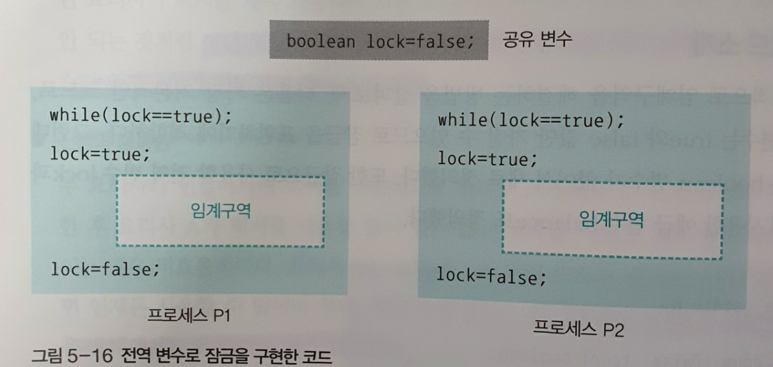 boolean lock=false; 공유 변수
while(lock==true);
lock=true;
임계구역
lock=false;
프로세스 P1
while(lock==true);
lock=true;
임계구역
lock=false;
프로세스 P2
그림 5-16 전역 변수로 잠금을 구현한 코드